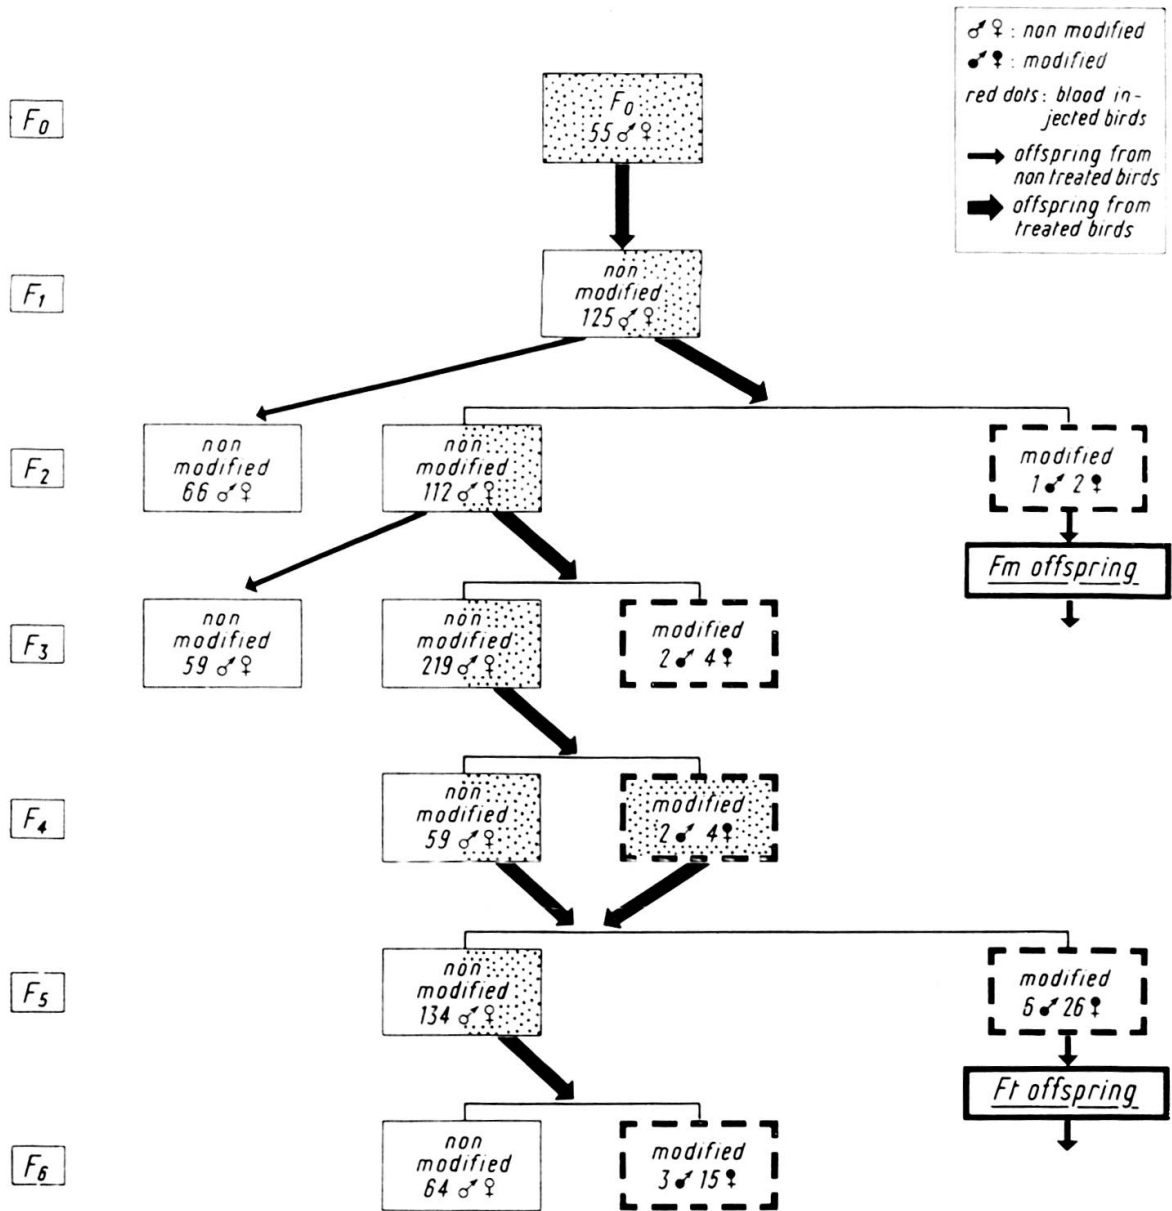 ♂♀ : non modified
♂♀ : modified
red dots : blood in-
jected birds
offspring from
non treated birds
offspring from
treated birds
F0
F0
55 ♂♀
F1
non
modified
125 ♂♀
F2
non
modified
66 ♂♀
non
modified
112 ♂♀
modified
1 ♂ 2 ♀
Fm offspring
F3
non
modified
59 ♂♀
non
modified
219 ♂♀
modified
2 ♂ 4 ♀
F4
non
modified
59 ♂♀
modified
2 ♂ 4 ♀
F5
non
modified
134 ♂♀
modified
6 ♂ 26 ♀
Ft offspring
F6
non
modified
64 ♂♀
modified
3 ♂ 15 ♀